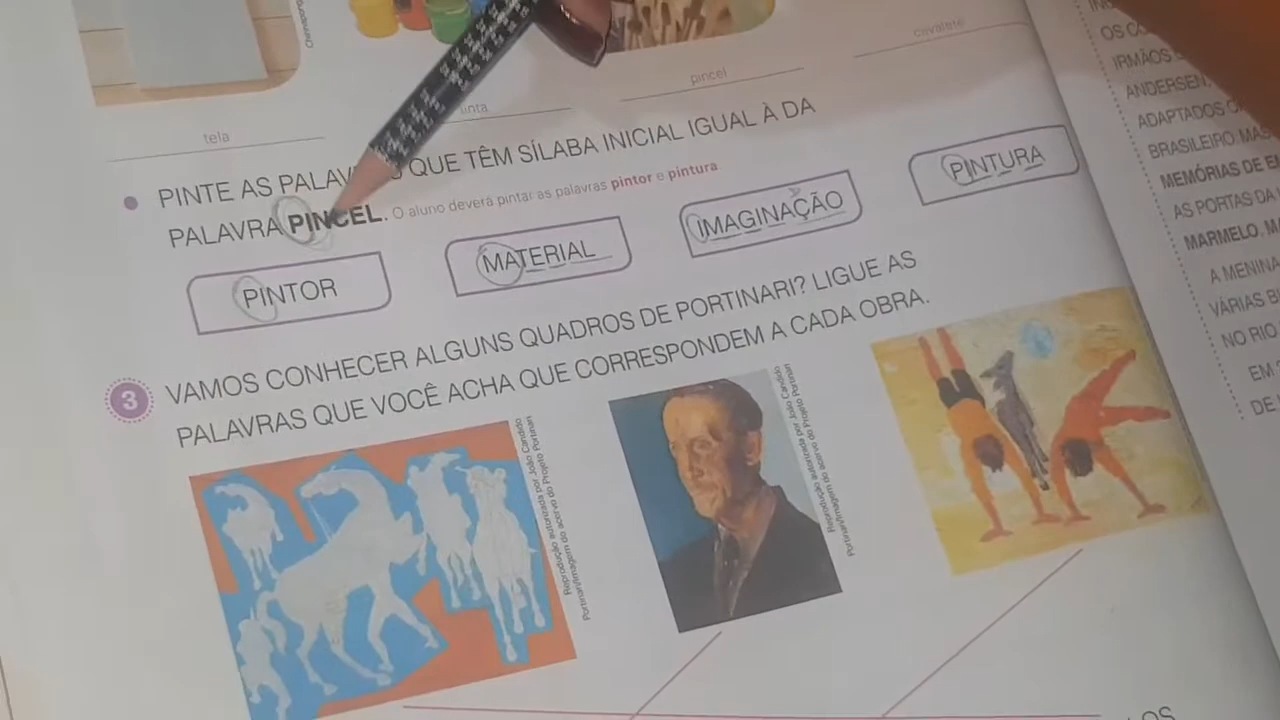 tela
tinta
pincel
cavalete
PINTE AS QUE TÊM SÍLABA INICIAL IGUAL À DA
PALAVRA PINCEL. O aluno deverá pintar as palavras pintor e pintura
PINTOR
MATERIAL
IMAGINAÇÃO
PINTURA
3
VAMOS CONHECER ALGUNS QUADROS DE PORTINARI? LIGUE AS
PALAVRAS QUE VOCÊ ACHA QUE CORRESPONDEM A CADA OBRA.
Reprodução autorizada por João Candido
Portinari/Imagem do acervo do Projeto Portinari
Reprodução autorizada por João Candido
Portinari/Imagem do acervo do Projeto Portinari
OS
IRMÃOS
ANDERSEN,
ADAPTADOS
BRASILEIRO. MAS
MEMÓRIAS DE
AS PORTAS DA
MARMELO,
A MENINA
VÁRIAS
NO RIO
EM
DE
OS